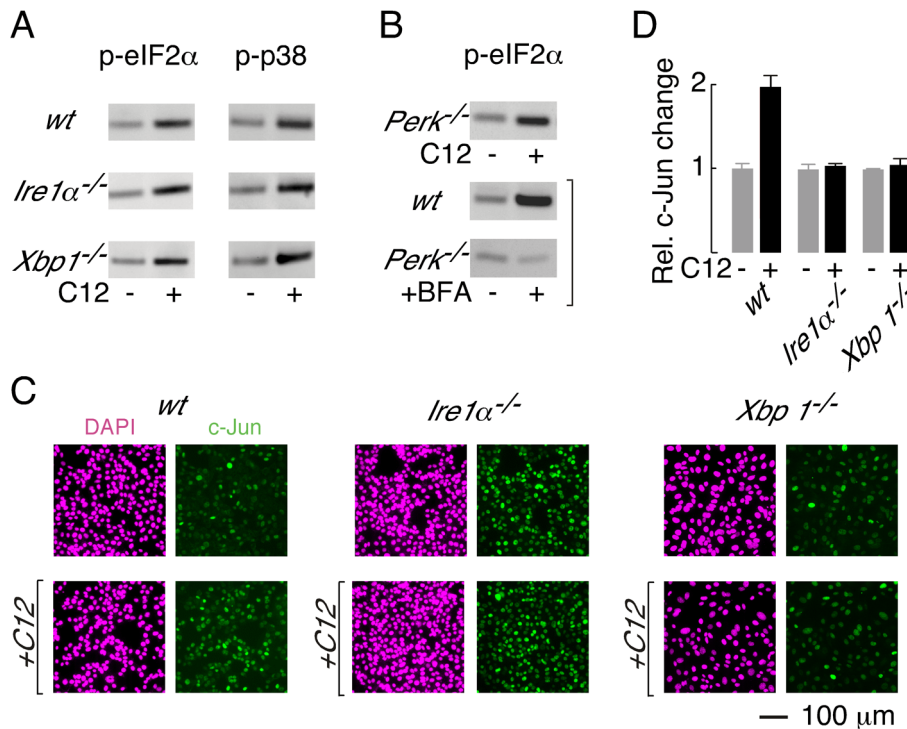 A
p-eIF2α p-p38
wt
Ire1α-/-
Xbp1-/-
C12 - + - +
B
p-eIF2α
Perk-/-
C12 - +
wt
Perk-/-
+BFA - +
D
Rel. c-Jun change
2
1
C12 - + - + - +
wt Ire1α-/- Xbp 1-/-
C
wt Ire1α-/- Xbp 1-/-
DAPI c-Jun
+C12 +C12 +C12
100 μm